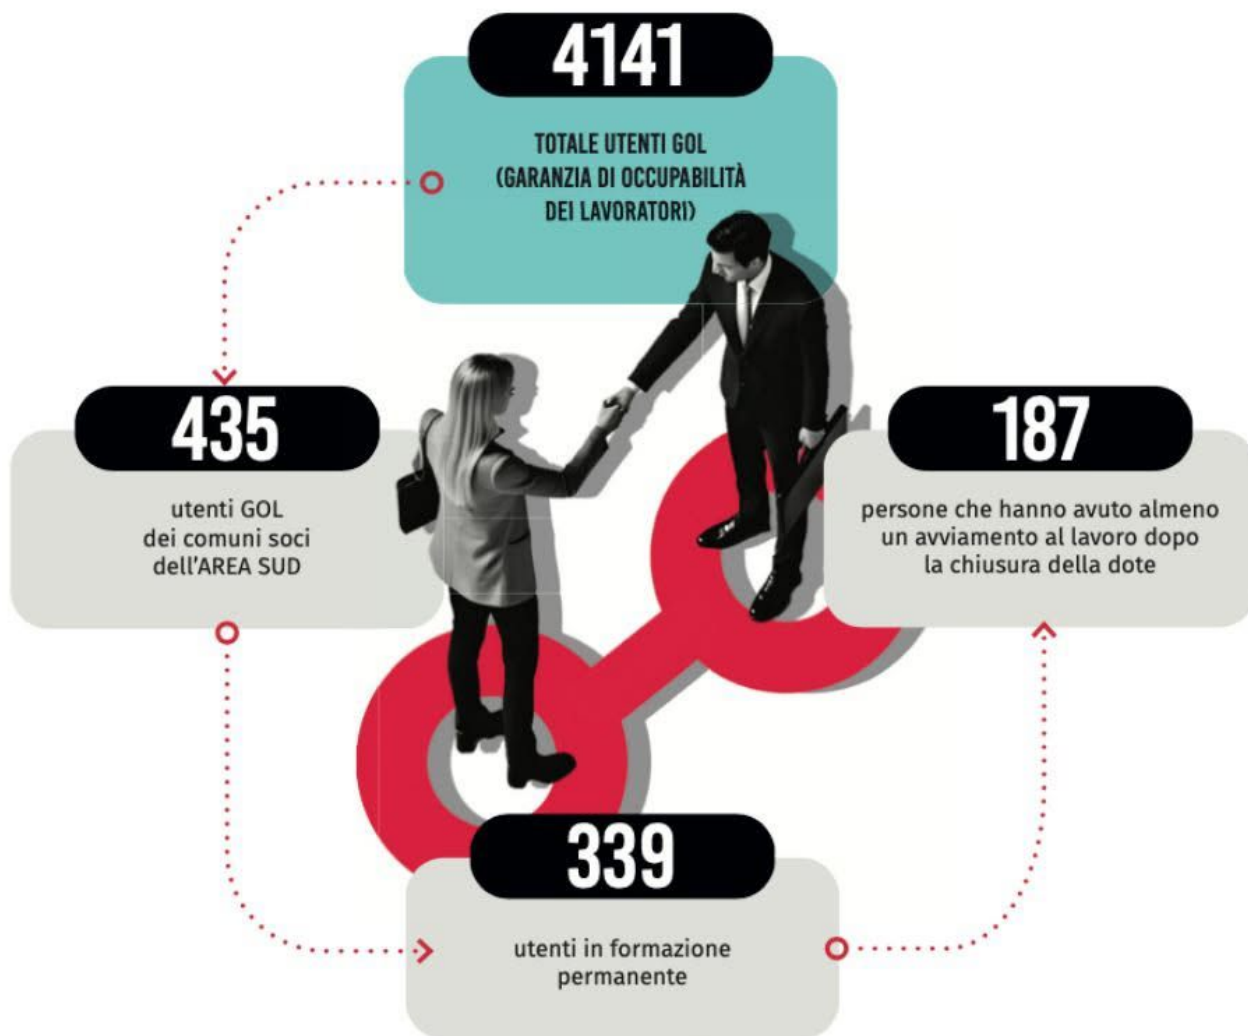 4141
TOTALE UTENTI GOL
(GARANZIA DI OCCUPABILITÀ
DEI LAVORATORI)
435
utenti GOL
dei comuni soci
dell'AREA SUD
339
utenti in formazione
permanente
187
persone che hanno avuto almeno
un avviamento al lavoro dopo
la chiusura della dote